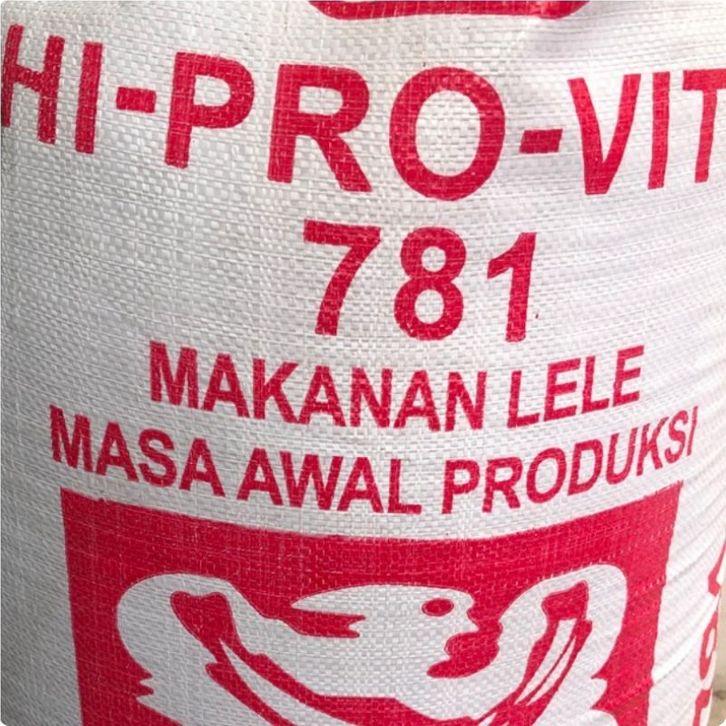 HI-PRO-VIT
781
MAKANAN LELE
MASA AWAL PRODUKSI